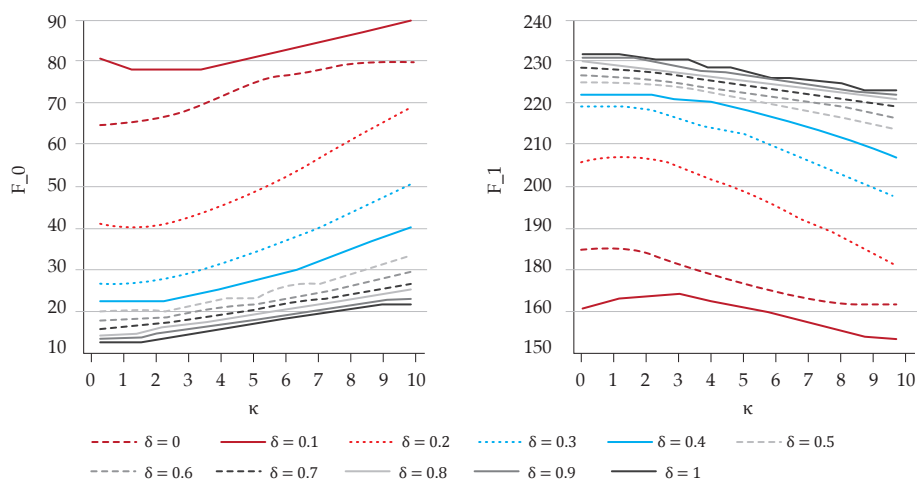 90
80
70
60
50
40
30
20
10
F_0
0 1 2 3 4 5 6 7 8 9 10
κ
240
230
220
210
200
190
180
160
150
F_1
0 1 2 3 4 5 6 7 8 9 10
κ
δ = 0 δ = 0.1 δ = 0.2 δ = 0.3 δ = 0.4 δ = 0.5
δ = 0.6 δ = 0.7 δ = 0.8 δ = 0.9 δ = 1